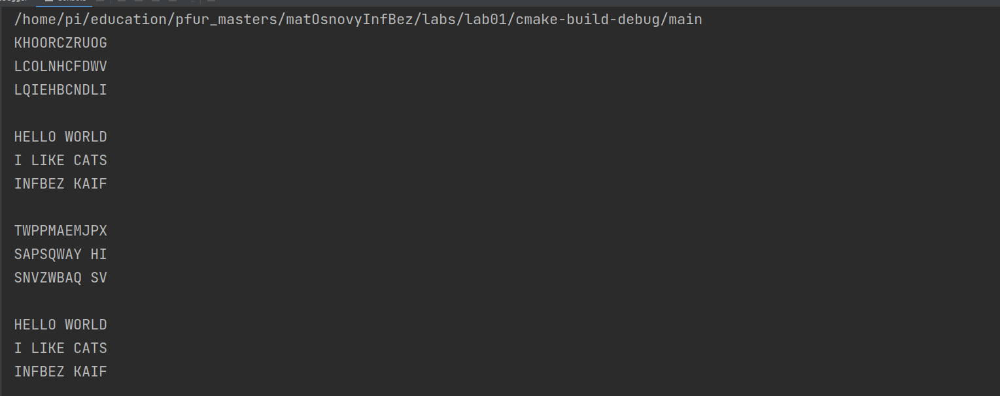 /home/pi/education/pfur_masters/matOsnovyInfBez/labs/lab01/cmake-build-debug/main
KHOORCZRUOG
LCOLNHCFDWV
LQIEHBCNDLI
HELLO WORLD
I LIKE CATS
INFBEZ KAIF
TWPPMAEMJPX
SAPSQWAY HI
SNVZWBAQ SV
HELLO WORLD
I LIKE CATS
INFBEZ KAIF